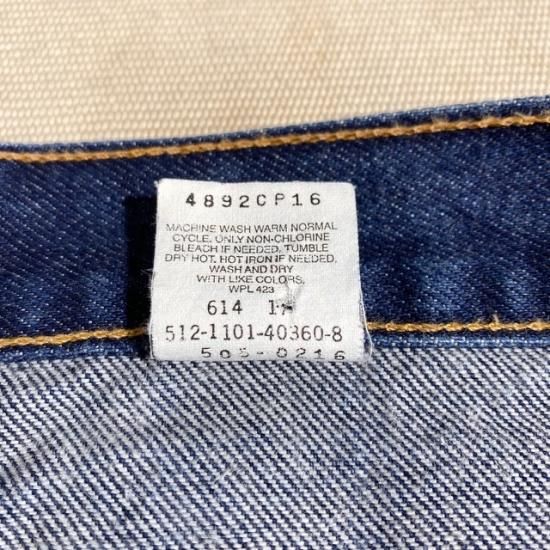 4892CP16
MACHINE WASH WARM NORMAL
CYCLE. ONLY NON-CHLORINE
BLEACH IF NEEDED. TUMBLE
DRY HOT. HOT IRON IF NEEDED.
WASH AND DRY
WITH LIKE COLORS.
WPL 423
614
512-1101-40360-8
505-0216